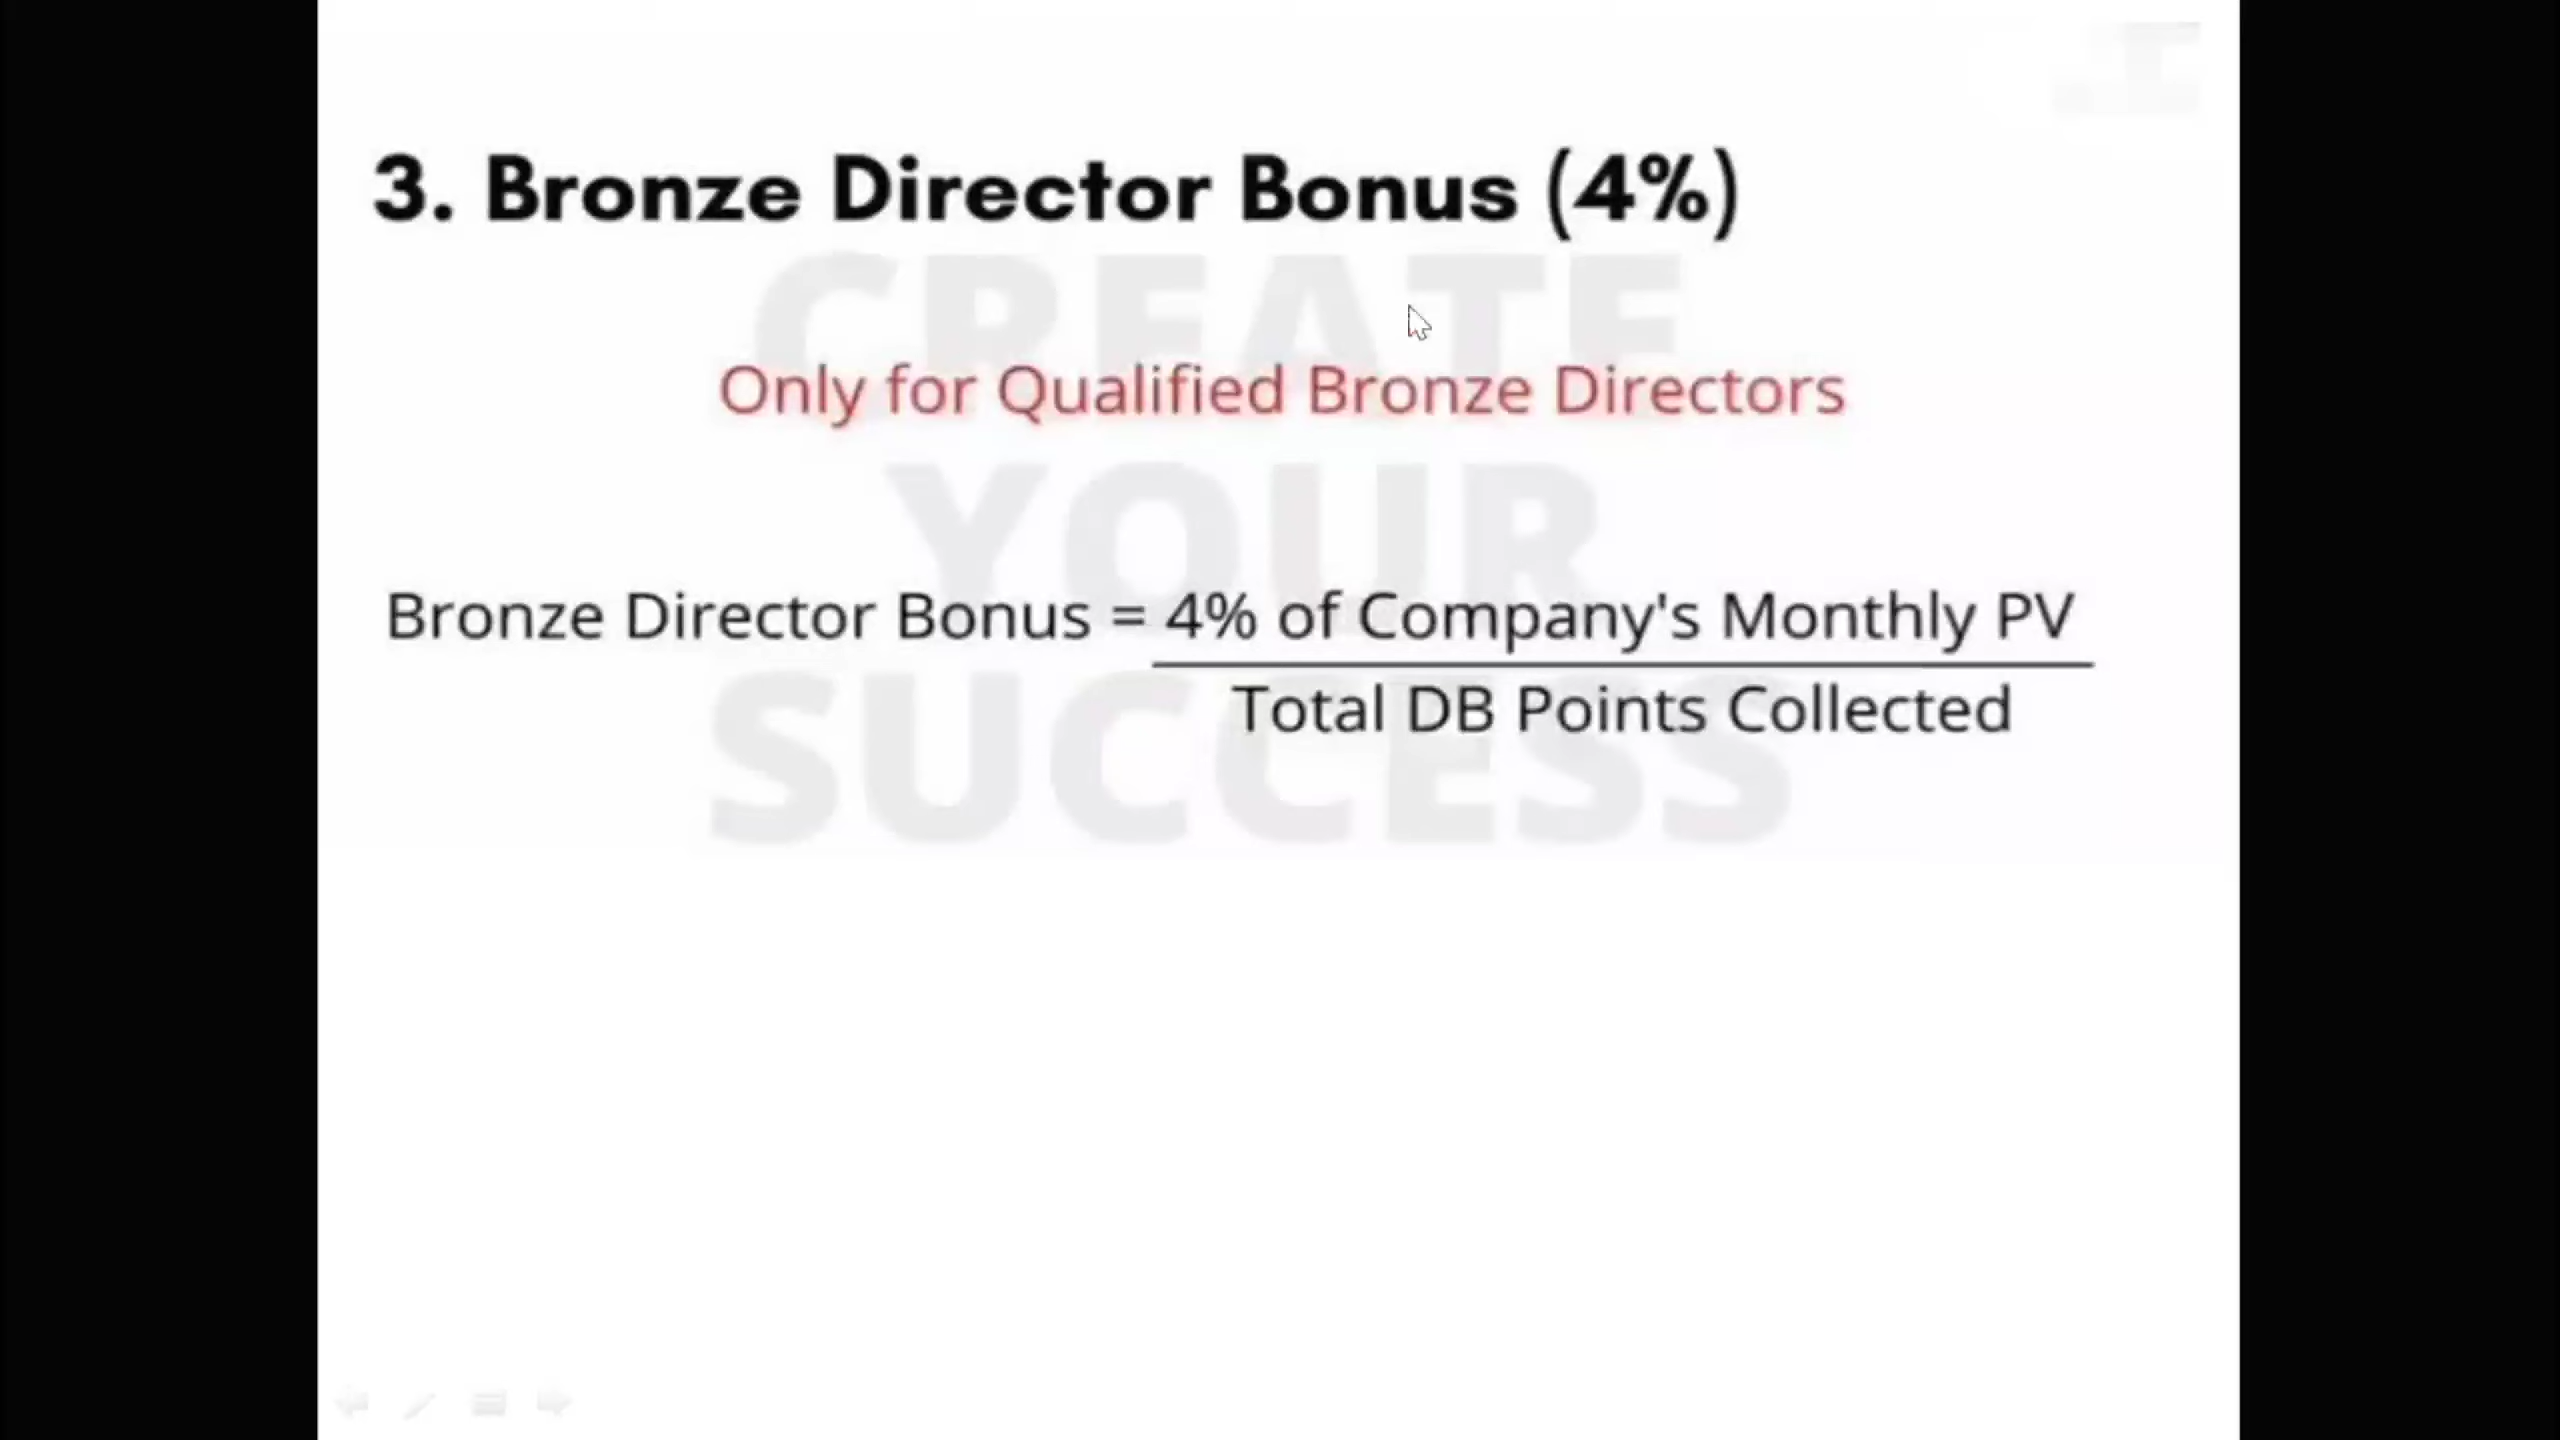 3. Bronze Director Bonus (4%)
CREATE
Only for Qualified Bronze Directors
YOUR
Bronze Director Bonus = 4% of Company's Monthly PV
Total DB Points Collected
SUCCESS